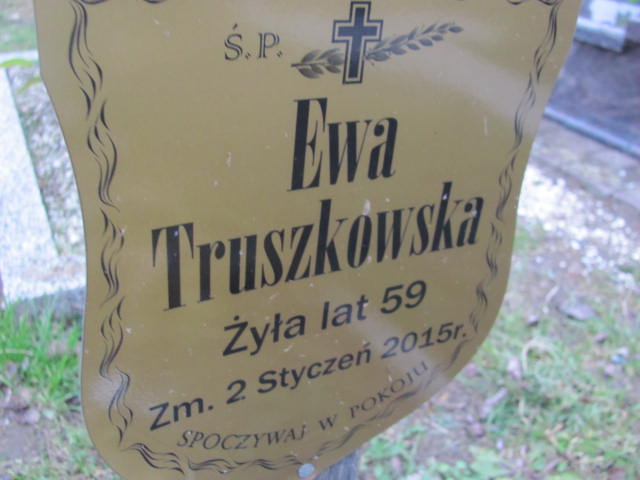 Ś.P.
Ewa
Truszkowska
Żyła lat 59
Zm. 2 Styczeń 2015r.
SPOCZYWAJ W POKOJU